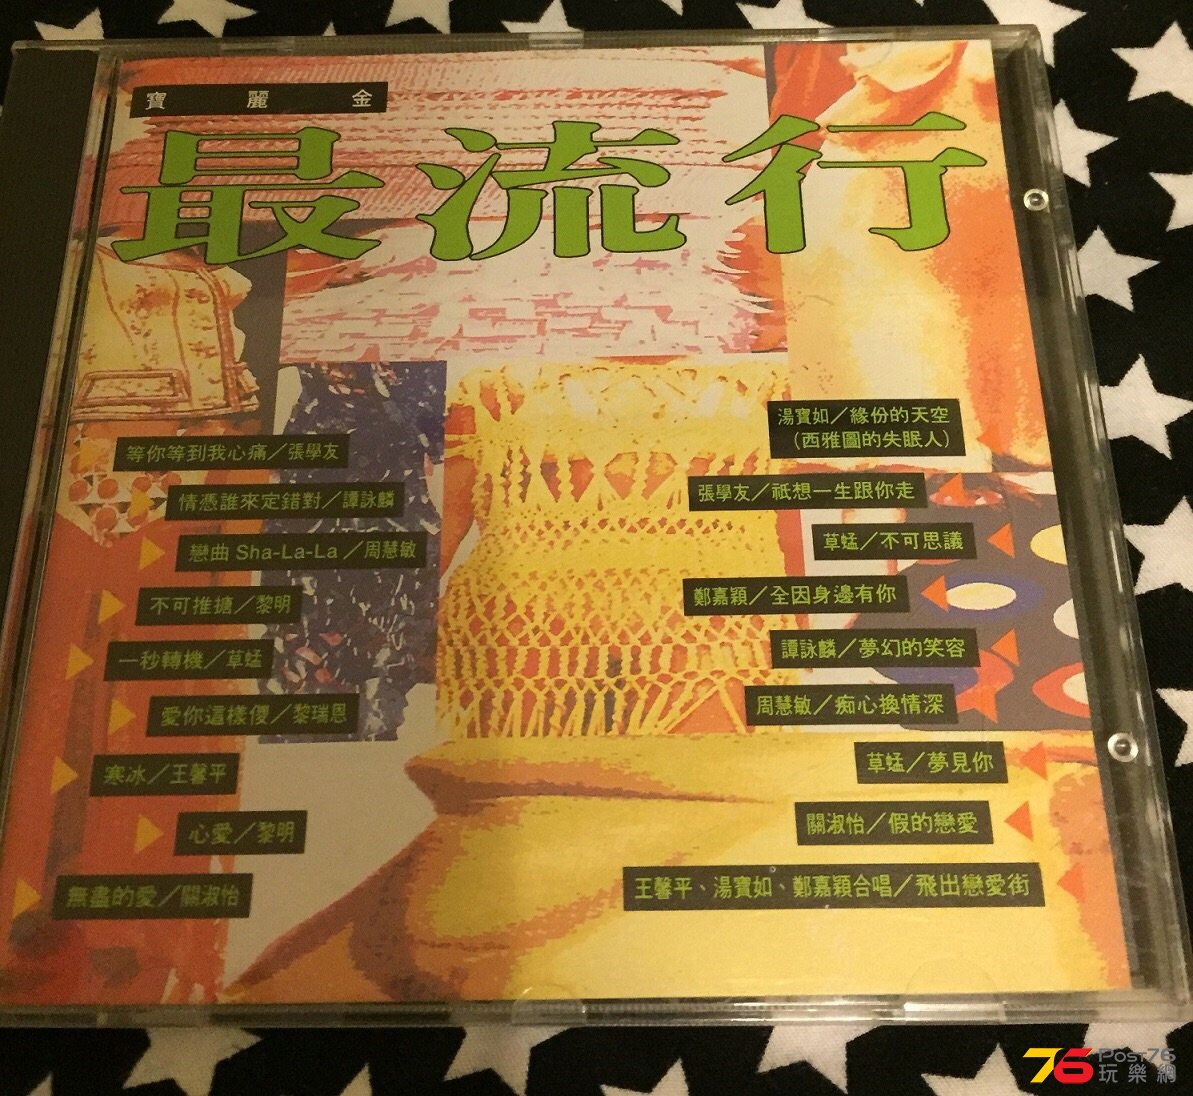 寶麗金
最流行
等你等到我心痛／張學友
情憑誰來定錯對／譚詠麟
戀曲 Sha-La-La／周慧敏
不可推搪／黎明
一秒轉機／草蜢
愛你這樣傻／黎瑞恩
寒冰／王馨平
心愛／黎明
無盡的愛／關淑怡
湯寶如／緣份的天空
（西雅圖的失眠人）
張學友／祇想一生跟你走
草蜢／不可思議
鄭嘉穎／全因身邊有你
譚詠麟／夢幻的笑容
周慧敏／痴心換情深
草蜢／夢見你
關淑怡／假的戀愛
王馨平、湯寶如、鄭嘉穎合唱／飛出戀愛街
76 POST76
玩樂網